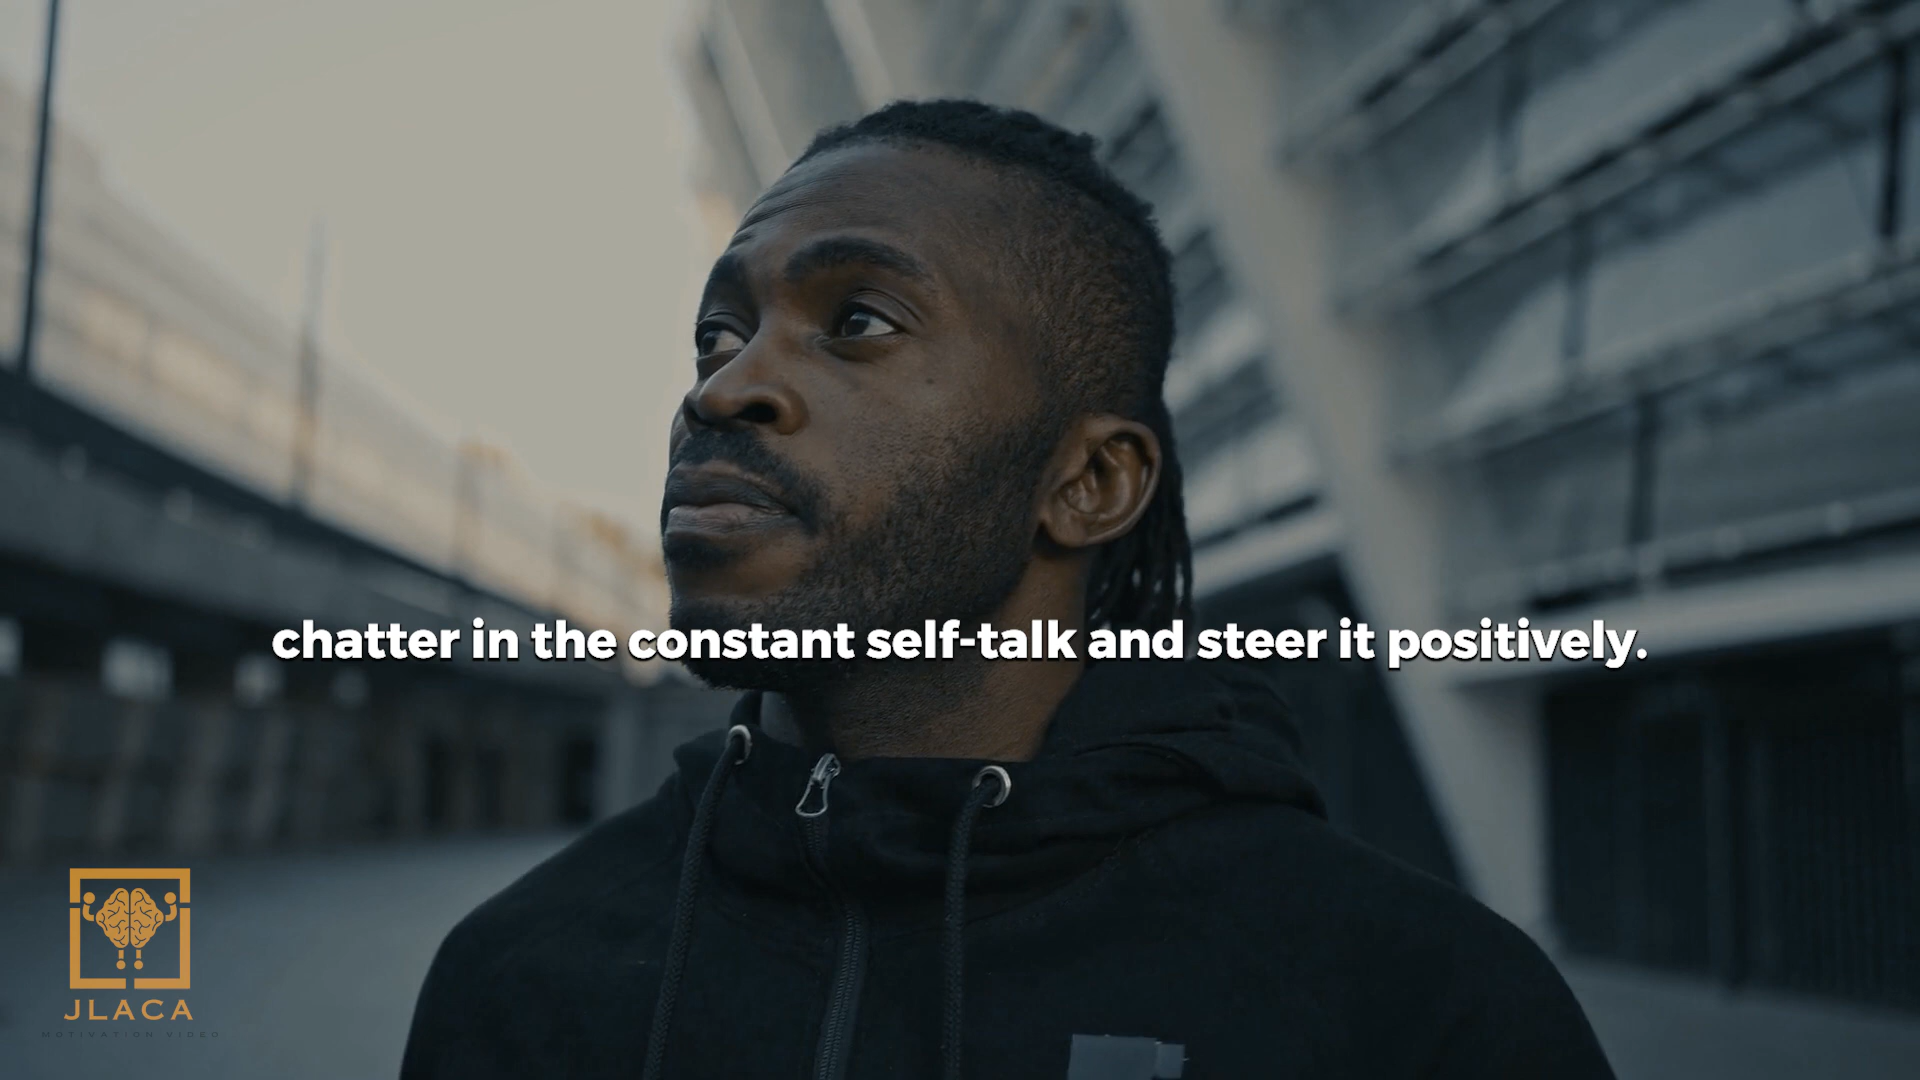 chatter in the constant self-talk and steer it positively.
JLACA
MOTIVATION VIDEO